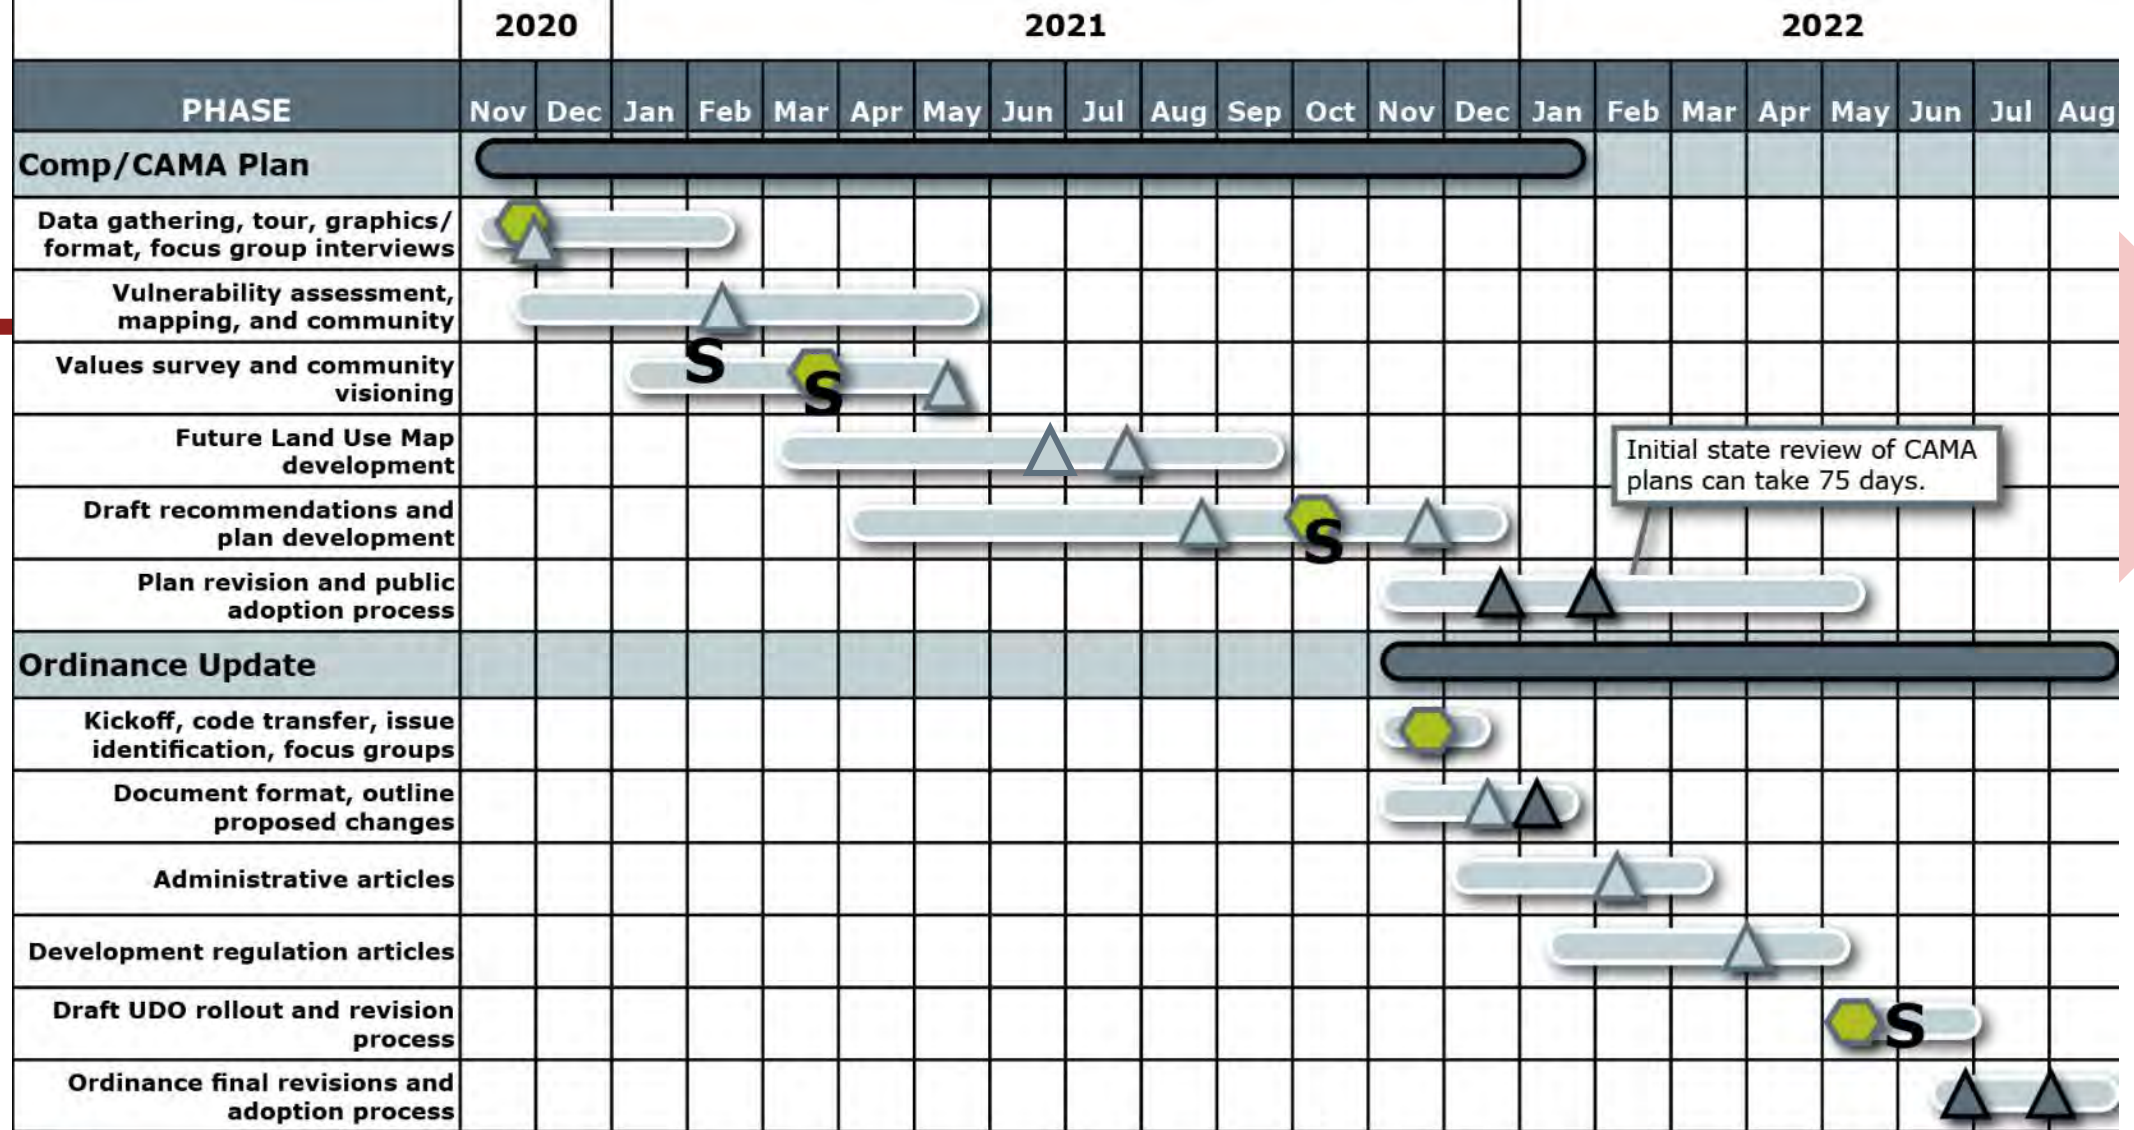 2020 2021 2022
PHASE Nov Dec Jan Feb Mar Apr May Jun Jul Aug Sep Oct Nov Dec Jan Feb Mar Apr May Jun Jul Aug
Comp/CAMA Plan
Data gathering, tour, graphics/
format, focus group interviews
Vulnerability assessment,
mapping, and community
S
Values survey and community
visioning
S
Future Land Use Map
development
Initial state review of CAMA
plans can take 75 days.
Draft recommendations and
plan development
S
Plan revision and public
adoption process
Ordinance Update
Kickoff, code transfer, issue
identification, focus groups
Document format, outline
proposed changes
Administrative articles
Development regulation articles
Draft UDO rollout and revision
process
S
Ordinance final revisions and
adoption process